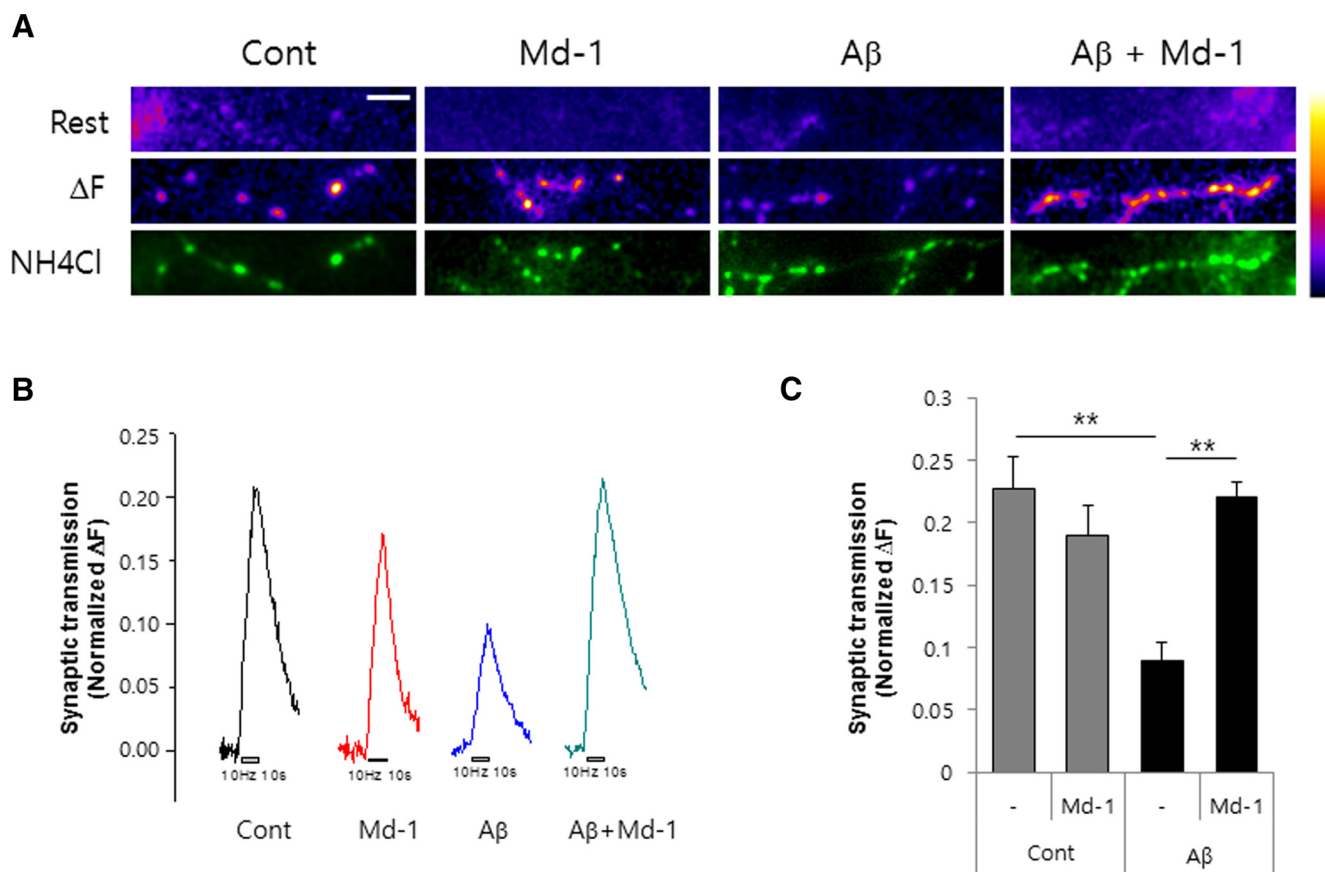 A
Cont Md-1 Aβ Aβ + Md-1
Rest
ΔF
NH4Cl
B
Synaptic transmission
(Normalized ΔF)
0.25
0.20
0.15
0.10
0.05
0.00
10Hz 10s 10Hz 10s 10Hz 10s 10Hz 10s
Cont Md-1 Aβ Aβ+Md-1
C
Synaptic transmission
(Normalized ΔF)
0.3
0.25
0.2
0.15
0.1
0.05
0
** **
- Md-1 - Md-1
Cont Aβ